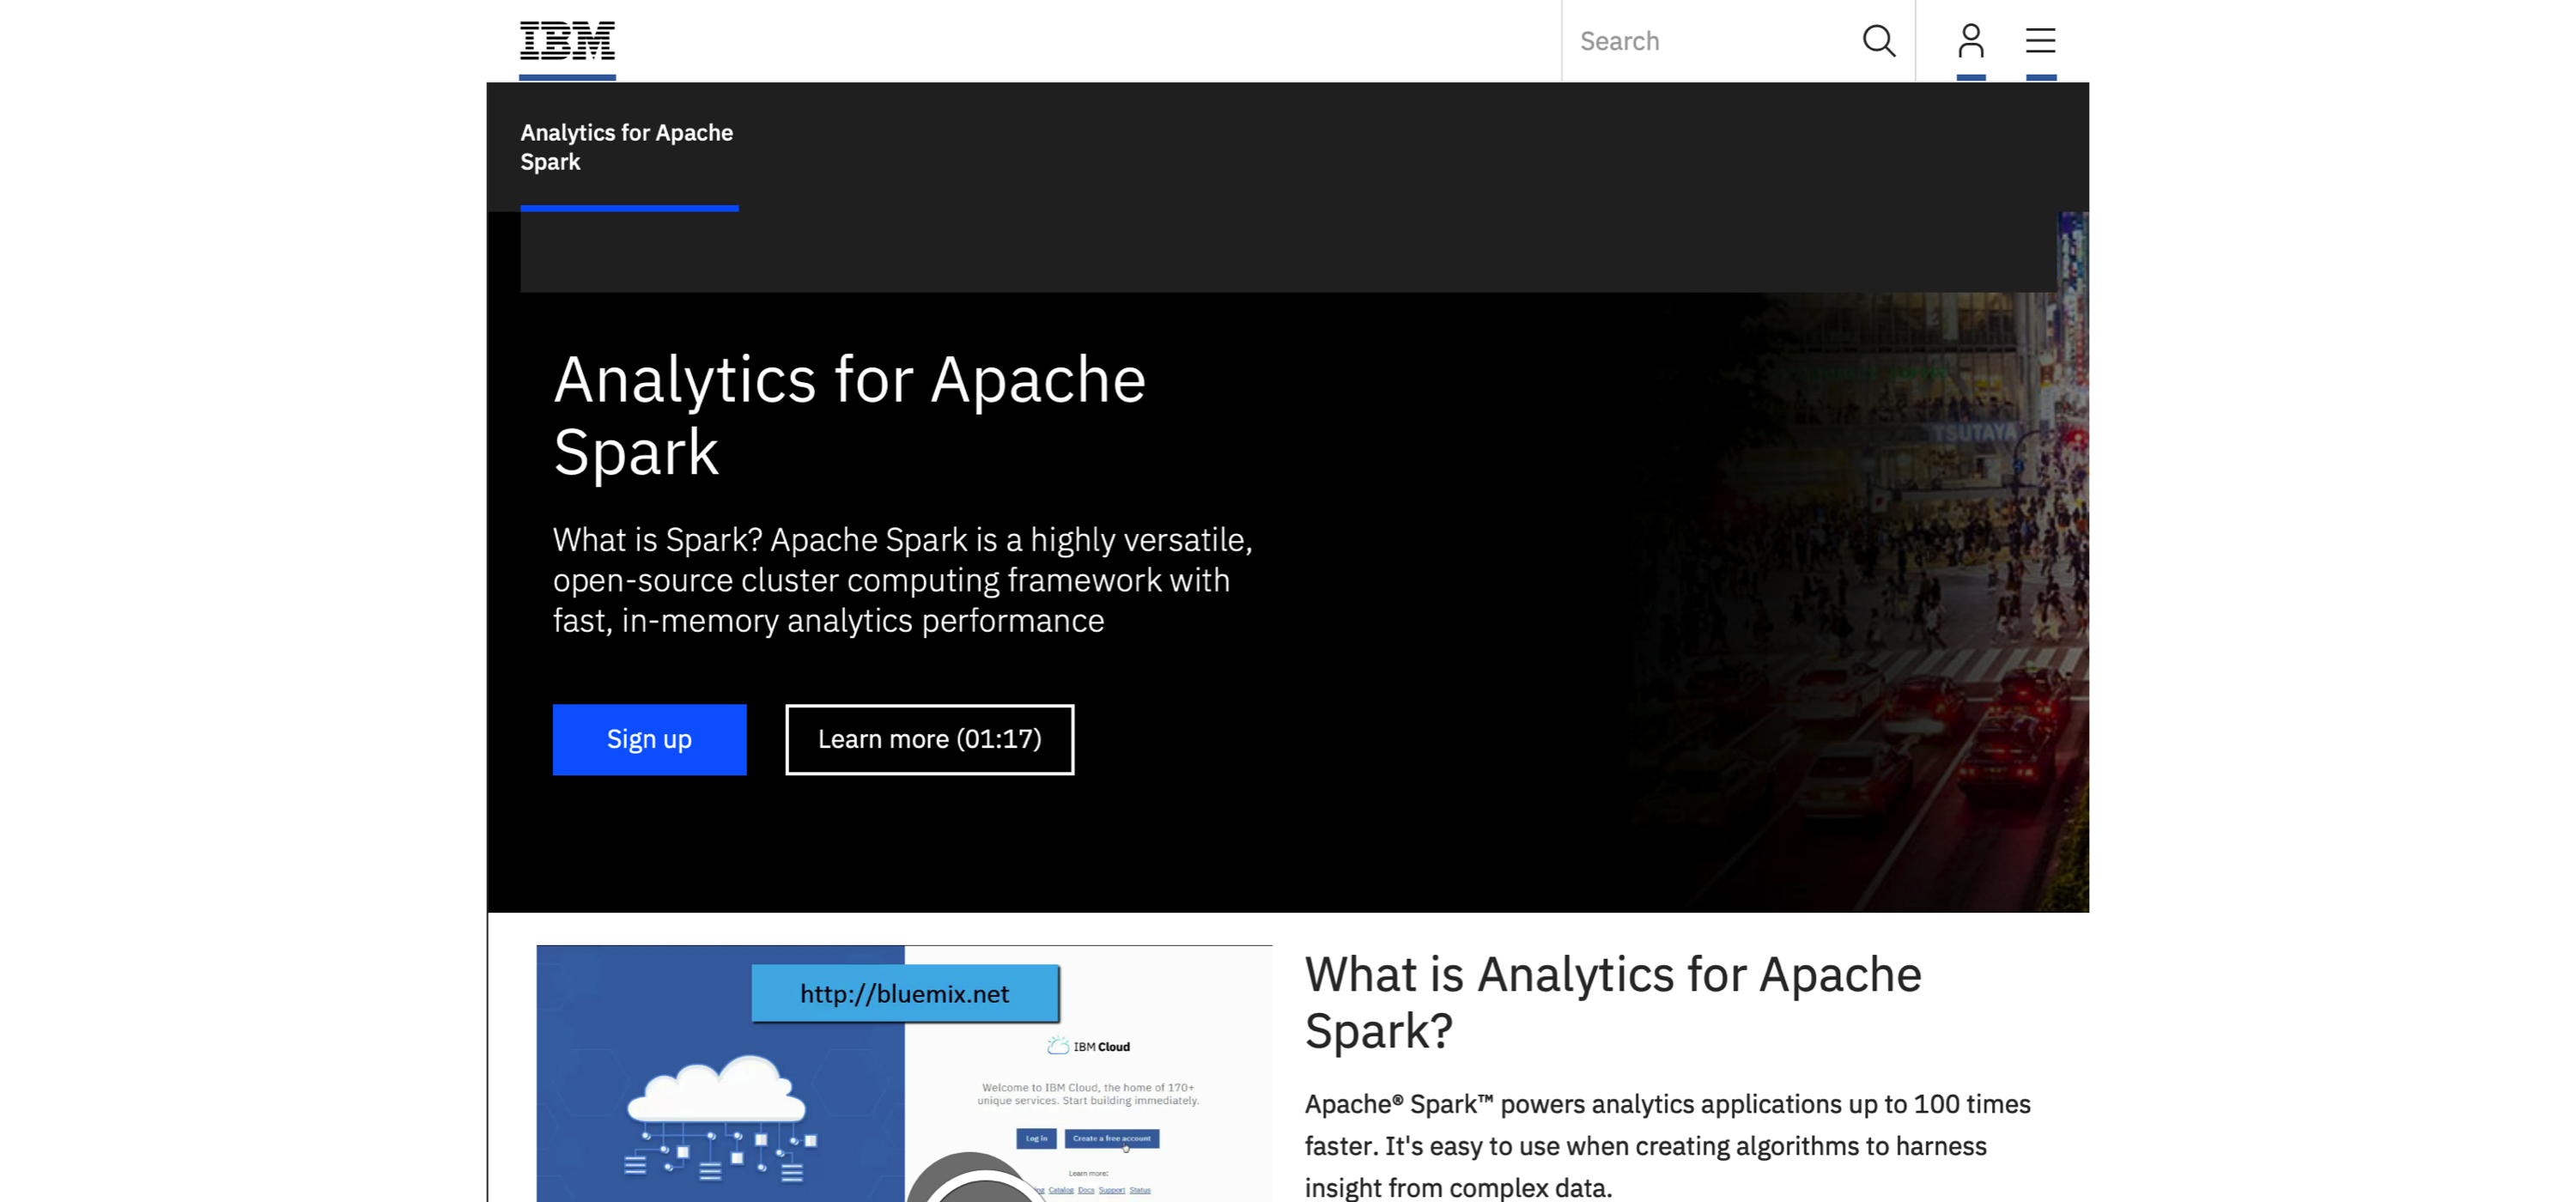 IBM
Search
Analytics for Apache
Spark
TSUTAYA
Analytics for Apache
Spark
What is Spark? Apache Spark is a highly versatile,
open-source cluster computing framework with
fast, in-memory analytics performance
Sign up
Learn more (01:17)
http://bluemix.net
IBM Cloud
Welcome to IBM Cloud, the home of 170+
unique services. Start building immediately.
Log in
Create a free account
Learn more:
Catalog Docs Support Status
What is Analytics for Apache
Spark?
Apache® Spark™ powers analytics applications up to 100 times
faster. It's easy to use when creating algorithms to harness
insight from complex data.